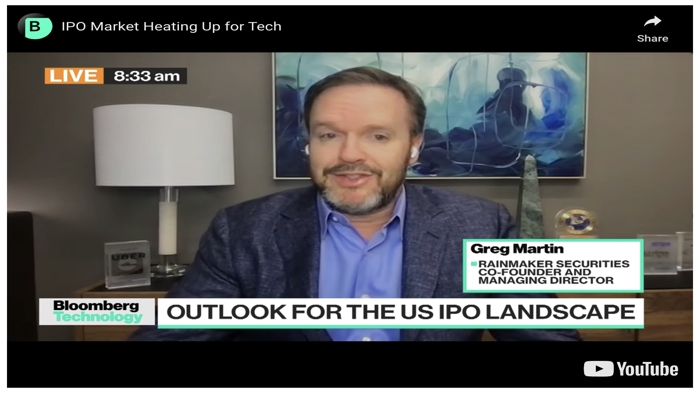 B IPO Market Heating Up for Tech
Share
LIVE 8:33 am
UBER
Greg Martin
RAINMAKER SECURITIES
CO-FOUNDER AND
MANAGING DIRECTOR
Bloomberg
Technology
OUTLOOK FOR THE US IPO LANDSCAPE
YouTube